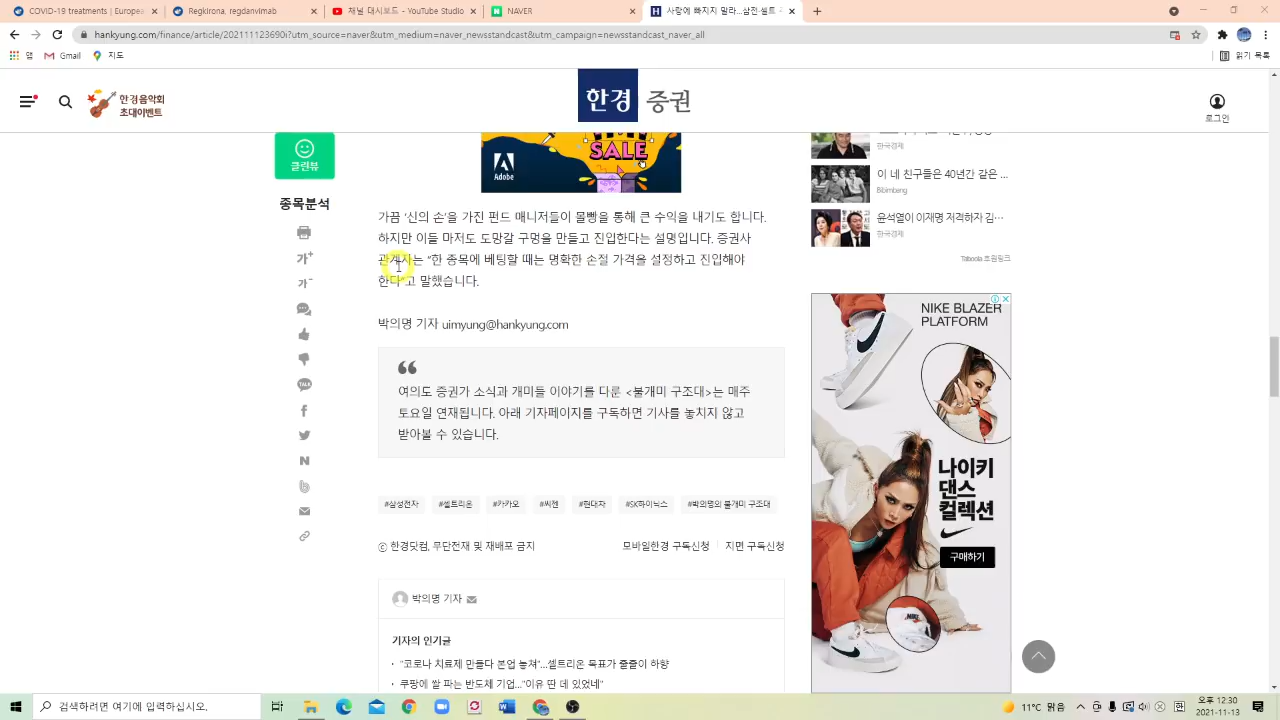 COVID-19 treatments | Europe
Regkirona, regdanvimab
채널 대시보드 - YouTube Studio
NAVER
사랑에 빠지지 말라...삼전·셀트
hankyung.com/finance/article/202111123690i?utm_source=naver&utm_medium=naver_newsstandcast&utm_campaign=newsstandcast_naver_all
앱
Gmail
지도
읽기 목록
한경음악회
초대이벤트
한경 증권
로그인
클린뷰
종목분석
가+
가-
TALK
SALE
Adobe
가끔 '신의 손'을 가진 펀드 매니저들이 몰빵을 통해 큰 수익을 내기도 합니다.
하지만 이들 마저도 도망갈 구멍을 만들고 진입한다는 설명입니다. 증권사
관계자는 "한 종목에 베팅할 때는 명확한 손절 가격을 설정하고 진입해야
한다"고 말했습니다.
박의명 기자 uimyung@hankyung.com
여의도 증권가 소식과 개미들 이야기를 다룬 <불개미 구조대>는 매주
토요일 연재됩니다. 아래 기자페이지를 구독하면 기사를 놓치지 않고
받아볼 수 있습니다.
#삼성전자 #셀트리온 #카카오 #씨젠 #현대차 #SK하이닉스 #박의명의 불개미 구조대
ⓒ 한경닷컴, 무단전재 및 재배포 금지
모바일한경 구독신청
지면 구독신청
박의명 기자
기자의 인기글
· "코로나 치료제 만들다 본업 놓쳐"...셀트리온 목표가 줄줄이 하향
· 쿠팡에 쌀 파는 반도체 기업..."이유 딴 데 있었네"
한국경제
이 네 친구들은 40년간 같은 ...
Bibimbang
윤석열이 이재명 저격하자 김…
한국경제
Taboola 후원링크
NIKE BLAZER
PLATFORM
나이키
댄스
컬렉션
구매하기
검색하려면 여기에 입력하십시오.
11℃ 맑음
오후 12:30
2021-11-13